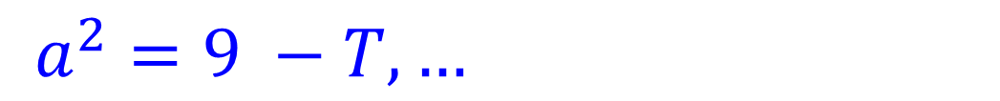 a² = 9 − T, ...